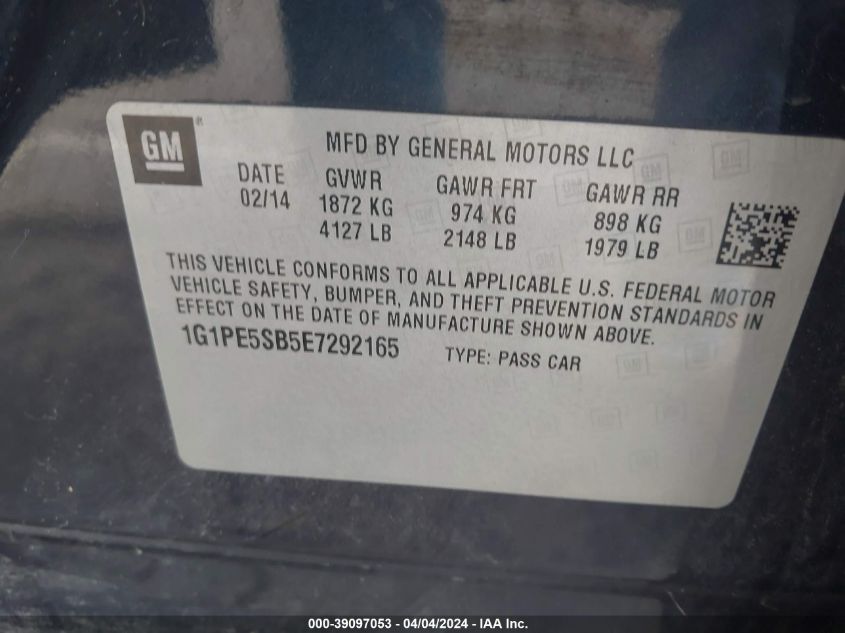 GM®
MFD BY GENERAL MOTORS LLC
DATE GVWR GAWR FRT GAWR RR
02/14 1872 KG 974 KG 898 KG
4127 LB 2148 LB 1979 LB
THIS VEHICLE CONFORMS TO ALL APPLICABLE U.S. FEDERAL MOTOR
VEHICLE SAFETY, BUMPER, AND THEFT PREVENTION STANDARDS IN
EFFECT ON THE DATE OF MANUFACTURE SHOWN ABOVE.
1G1PE5SB5E7292165 TYPE: PASS CAR
000-39097053 - 04/04/2024 - IAA Inc.